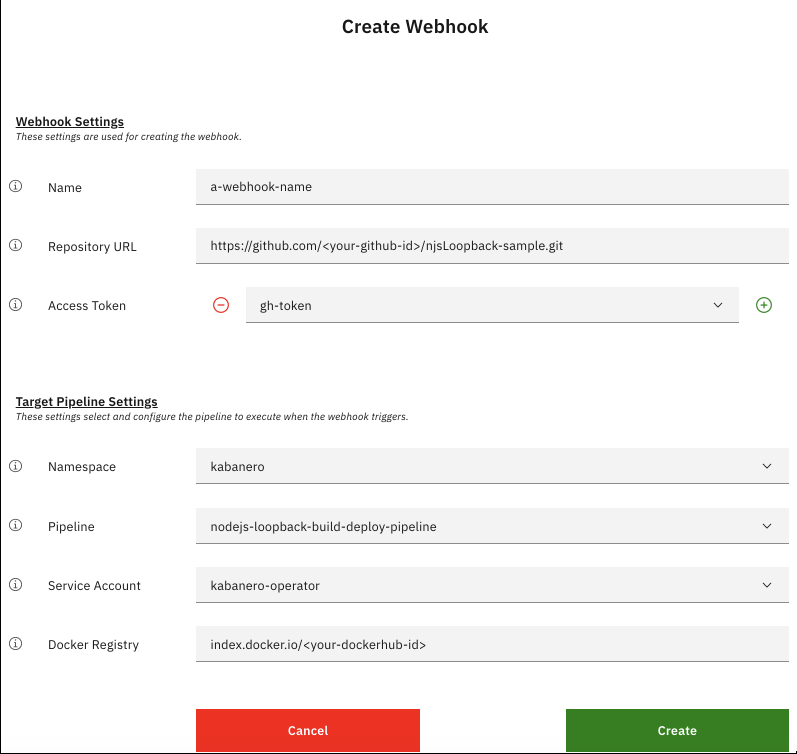 Create Webhook
Webhook Settings
These settings are used for creating the webhook.
Name
a-webhook-name
Repository URL
https://github.com/<your-github-id>/njsLoopback-sample.git
Access Token
gh-token
Target Pipeline Settings
These settings select and configure the pipeline to execute when the webhook triggers.
Namespace
kabanero
Pipeline
nodejs-loopback-build-deploy-pipeline
Service Account
kabanero-operator
Docker Registry
index.docker.io/<your-dockerhub-id>
Cancel
Create